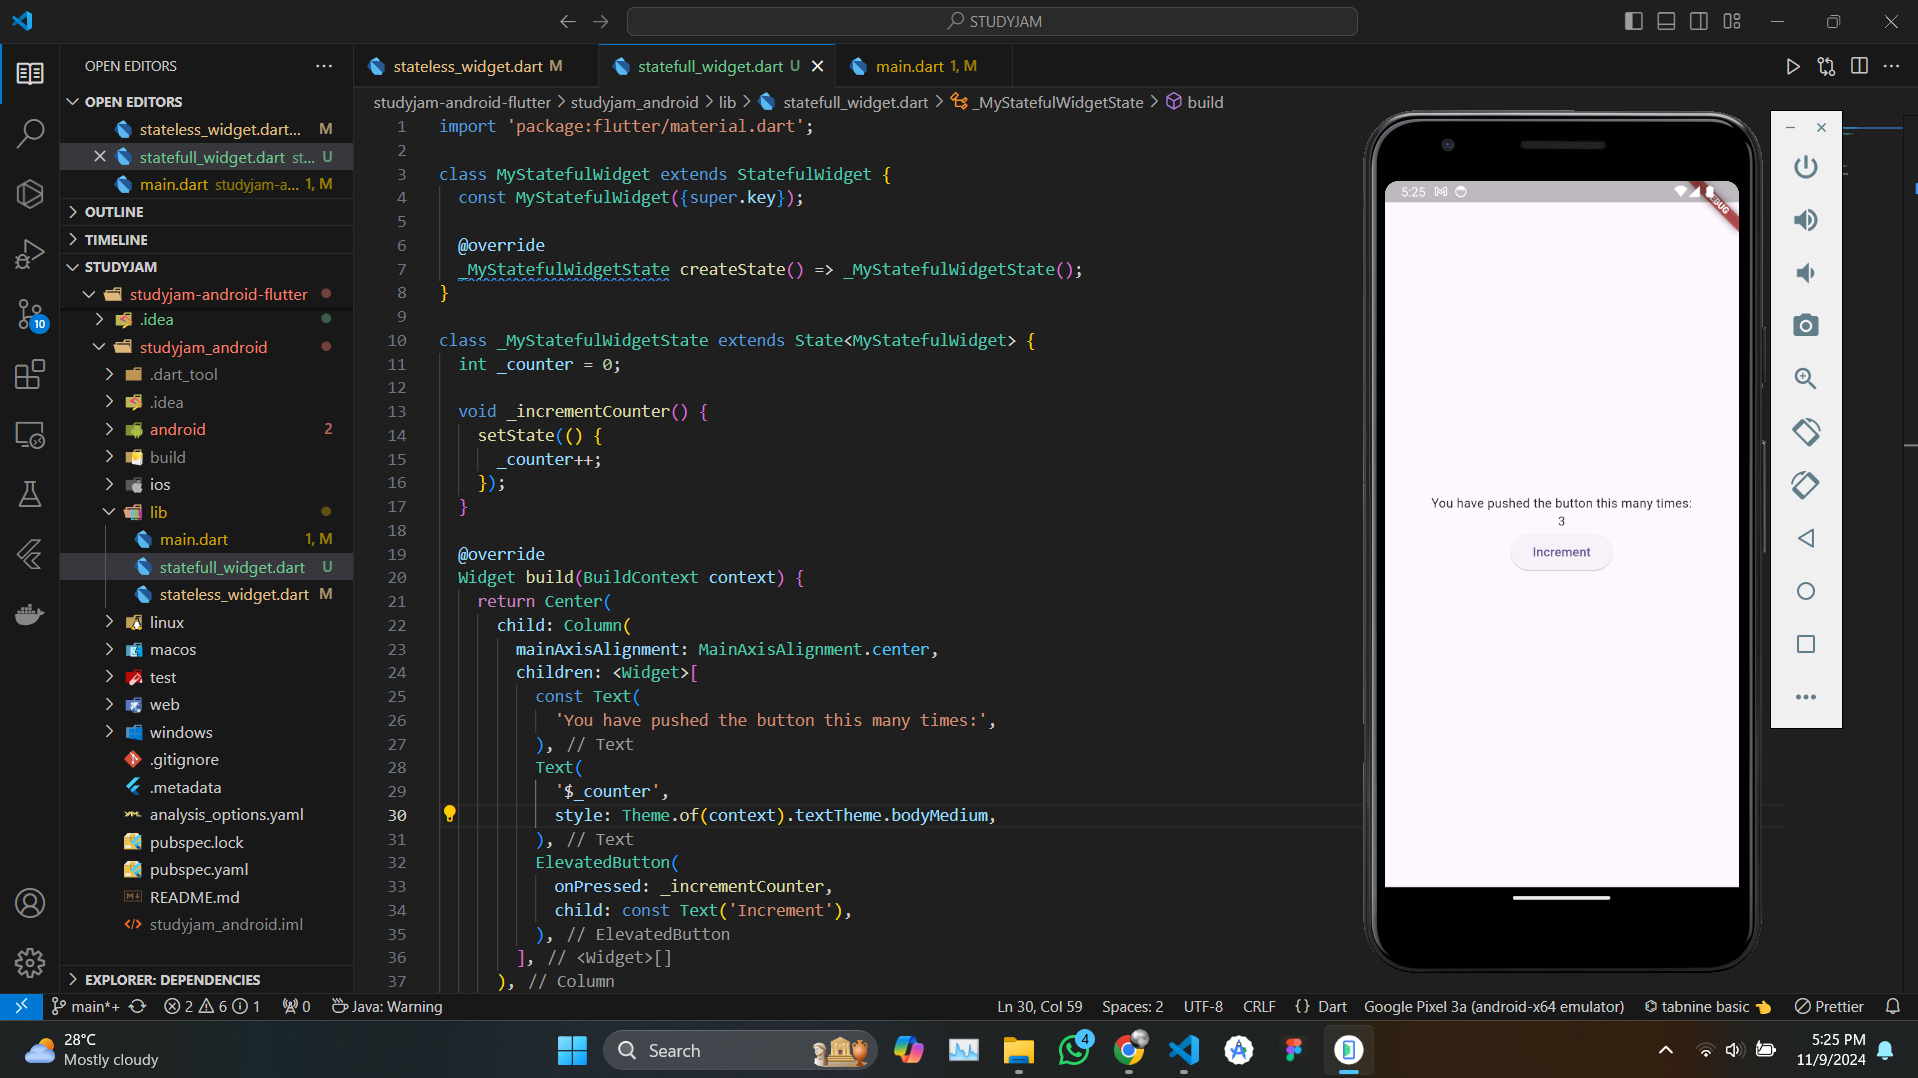 STUDYJAM
OPEN EDITORS
OPEN EDITORS
stateless_widget.dart... M
statefull_widget.dart st... U
main.dart studyjam-a... 1, M
OUTLINE
TIMELINE
STUDYJAM
studyjam-android-flutter
.idea
studyjam_android
.dart_tool
.idea
android 2
build
ios
lib
main.dart 1, M
statefull_widget.dart U
stateless_widget.dart M
linux
macos
test
web
windows
.gitignore
.metadata
analysis_options.yaml
pubspec.lock
pubspec.yaml
README.md
studyjam_android.iml
EXPLORER: DEPENDENCIES
10
stateless_widget.dart M
statefull_widget.dart U
main.dart 1, M
studyjam-android-flutter > studyjam_android > lib > statefull_widget.dart > _MyStatefulWidgetState > build
1 import 'package:flutter/material.dart';
2
3 class MyStatefulWidget extends StatefulWidget {
4 const MyStatefulWidget({super.key});
5
6 @override
7 _MyStatefulWidgetState createState() => _MyStatefulWidgetState();
8 }
9
10 class _MyStatefulWidgetState extends State<MyStatefulWidget> {
11 int _counter = 0;
12
13 void _incrementCounter() {
14 setState(() {
15 _counter++;
16 });
17 }
18
19 @override
20 Widget build(BuildContext context) {
21 return Center(
22 child: Column(
23 mainAxisAlignment: MainAxisAlignment.center,
24 children: <Widget>[
25 const Text(
26 'You have pushed the button this many times:',
27 ), // Text
28 Text(
29 '$_counter',
30 style: Theme.of(context).textTheme.bodyMedium,
31 ), // Text
32 ElevatedButton(
33 onPressed: _incrementCounter,
34 child: const Text('Increment'),
35 ), // ElevatedButton
36 ], // <Widget>[]
37 ), // Column
5:25
You have pushed the button this many times:
3
Increment
main*+ 2 6 1 0 Java: Warning
Ln 30, Col 59 Spaces: 2 UTF-8 CRLF {} Dart Google Pixel 3a (android-x64 emulator) tabnine basic Prettier
28°C
Mostly cloudy
Search
4
5:25 PM
11/9/2024